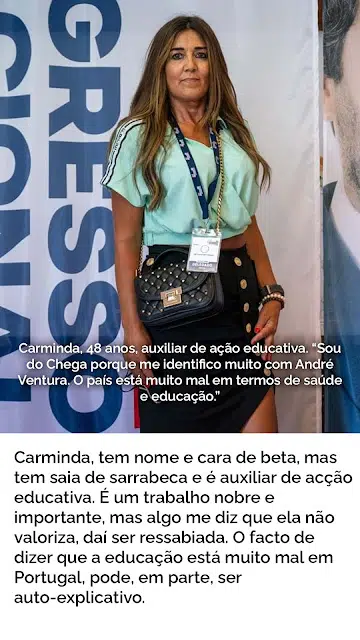 GRESSO
CIONAL
Carminda, 48 anos, auxiliar de ação educativa. "Sou
do Chega porque me identifico muito com André
Ventura. O país está muito mal em termos de saúde
e educação."
Carminda, tem nome e cara de beta, mas
tem saia de sarrabeca e é auxiliar de acção
educativa. É um trabalho nobre e
importante, mas algo me diz que ela não
valoriza, daí ser ressabiada. O facto de
dizer que a educação está muito mal em
Portugal, pode, em parte, ser
auto-explicativo.